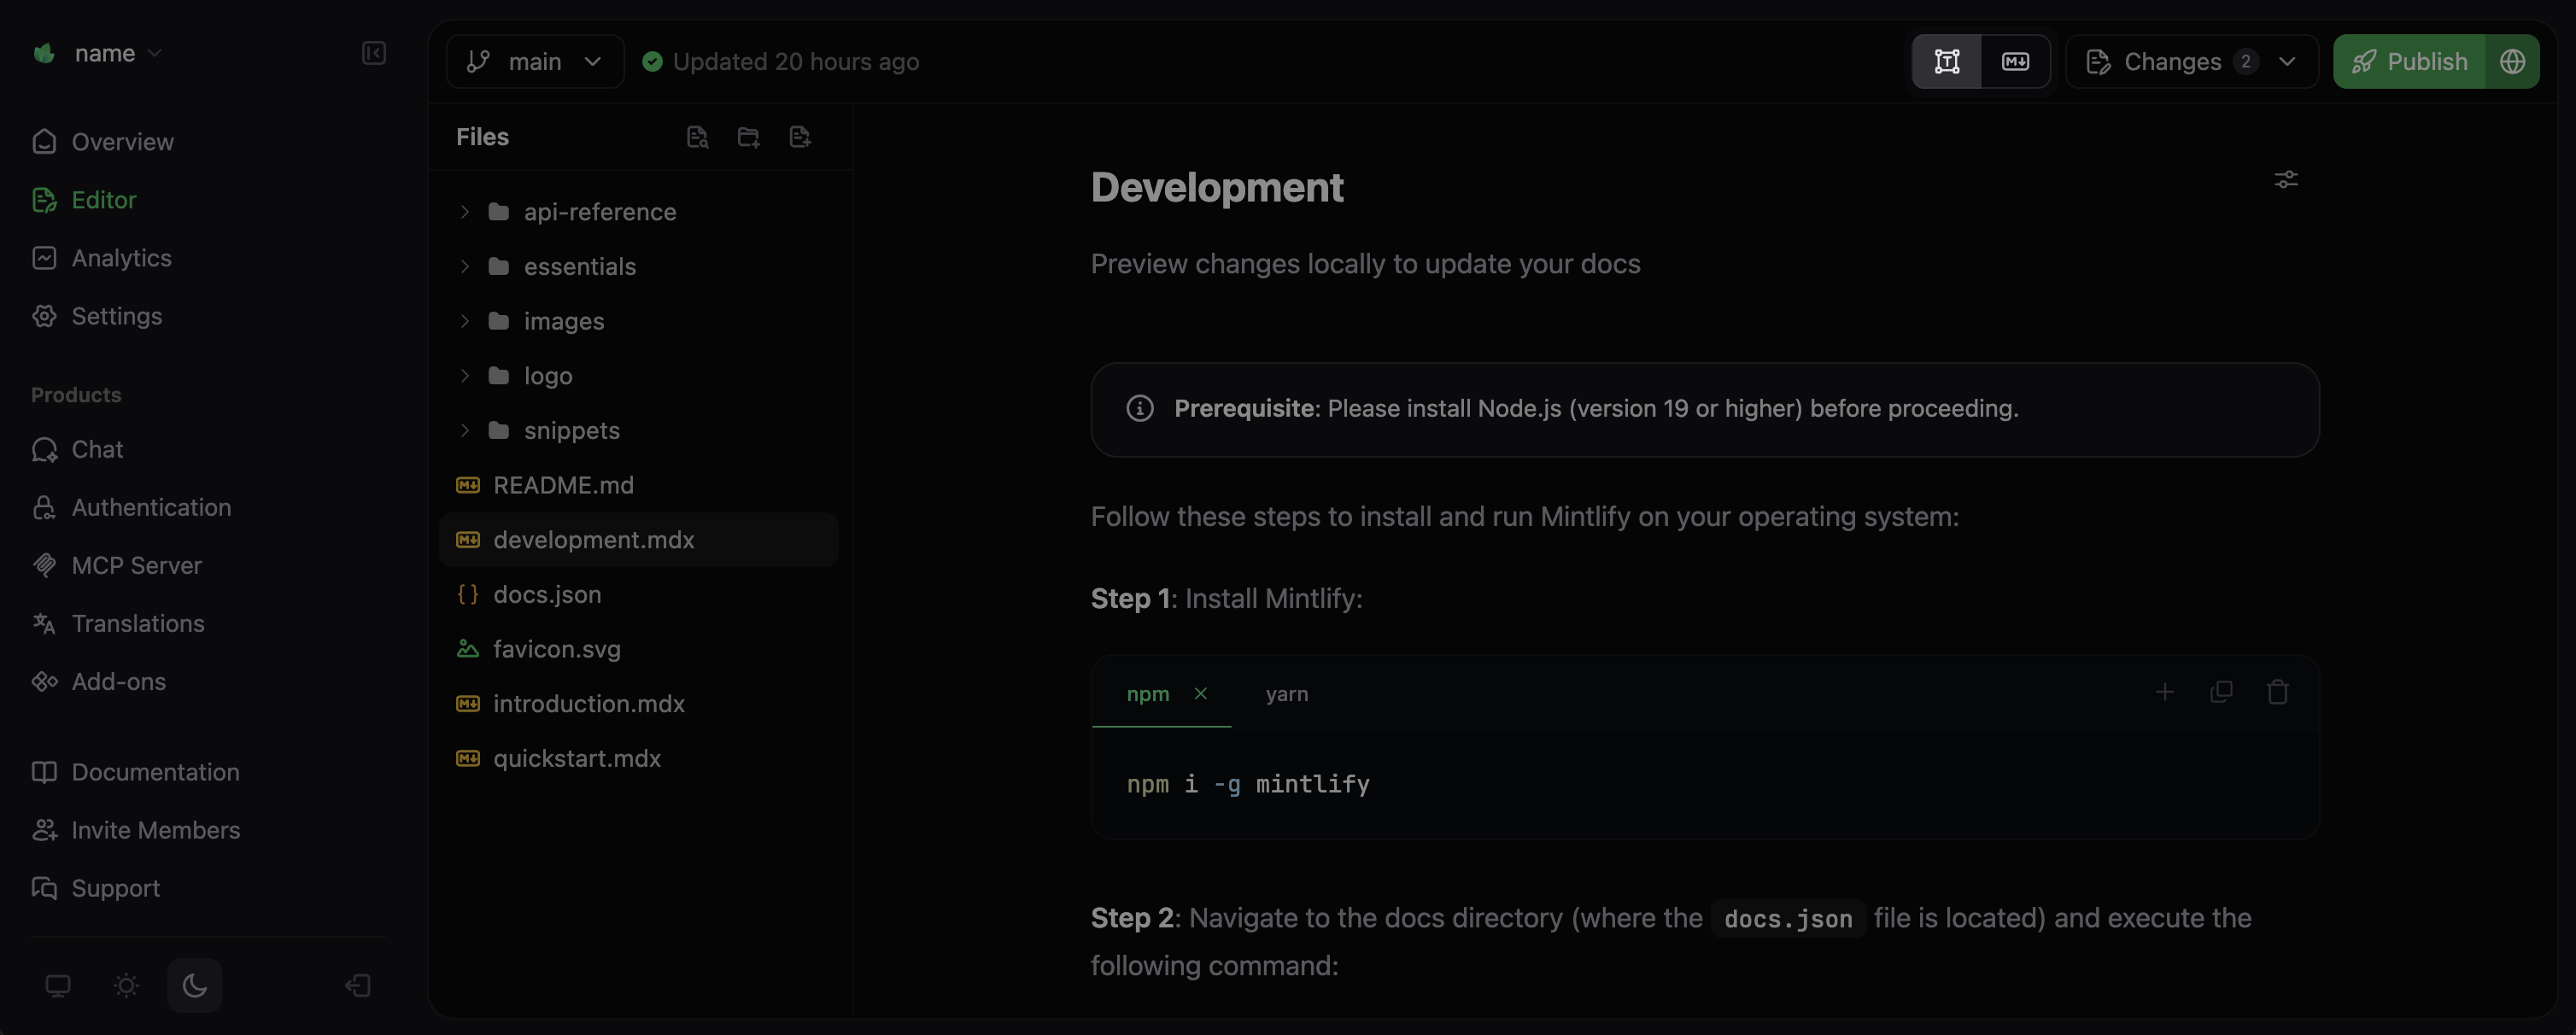 name
Overview
Editor
Analytics
Settings
Products
Chat
Authentication
MCP Server
Translations
Add-ons
Documentation
Invite Members
Support
main
Updated 20 hours ago
Changes 2
Publish
Files
api-reference
essentials
images
logo
snippets
README.md
development.mdx
docs.json
favicon.svg
introduction.mdx
quickstart.mdx
Development
Preview changes locally to update your docs
Prerequisite: Please install Node.js (version 19 or higher) before proceeding.
Follow these steps to install and run Mintlify on your operating system:
Step 1: Install Mintlify:
npm yarn
npm i -g mintlify
Step 2: Navigate to the docs directory (where the docs.json file is located) and execute the
following command: